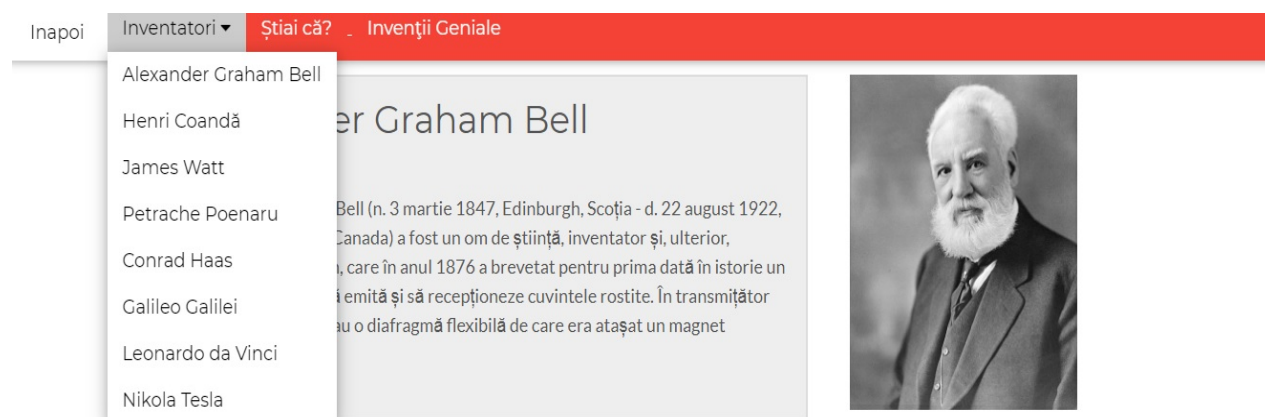 Inapoi Inventatori Știai că? _ Invenţii Geniale
Alexander Graham Bell
Henri Coandă
James Watt
Petrache Poenaru
Conrad Haas
Galileo Galilei
Leonardo da Vinci
Nikola Tesla
er Graham Bell
Bell (n. 3 martie 1847, Edinburgh, Scoția - d. 22 august 1922,
Canada) a fost un om de știință, inventator și, ulterior,
, care în anul 1876 a brevetat pentru prima dată în istorie un
emită și să recepționeze cuvintele rostite. În transmițător
au o diafragmă flexibilă de care era atașat un magnet